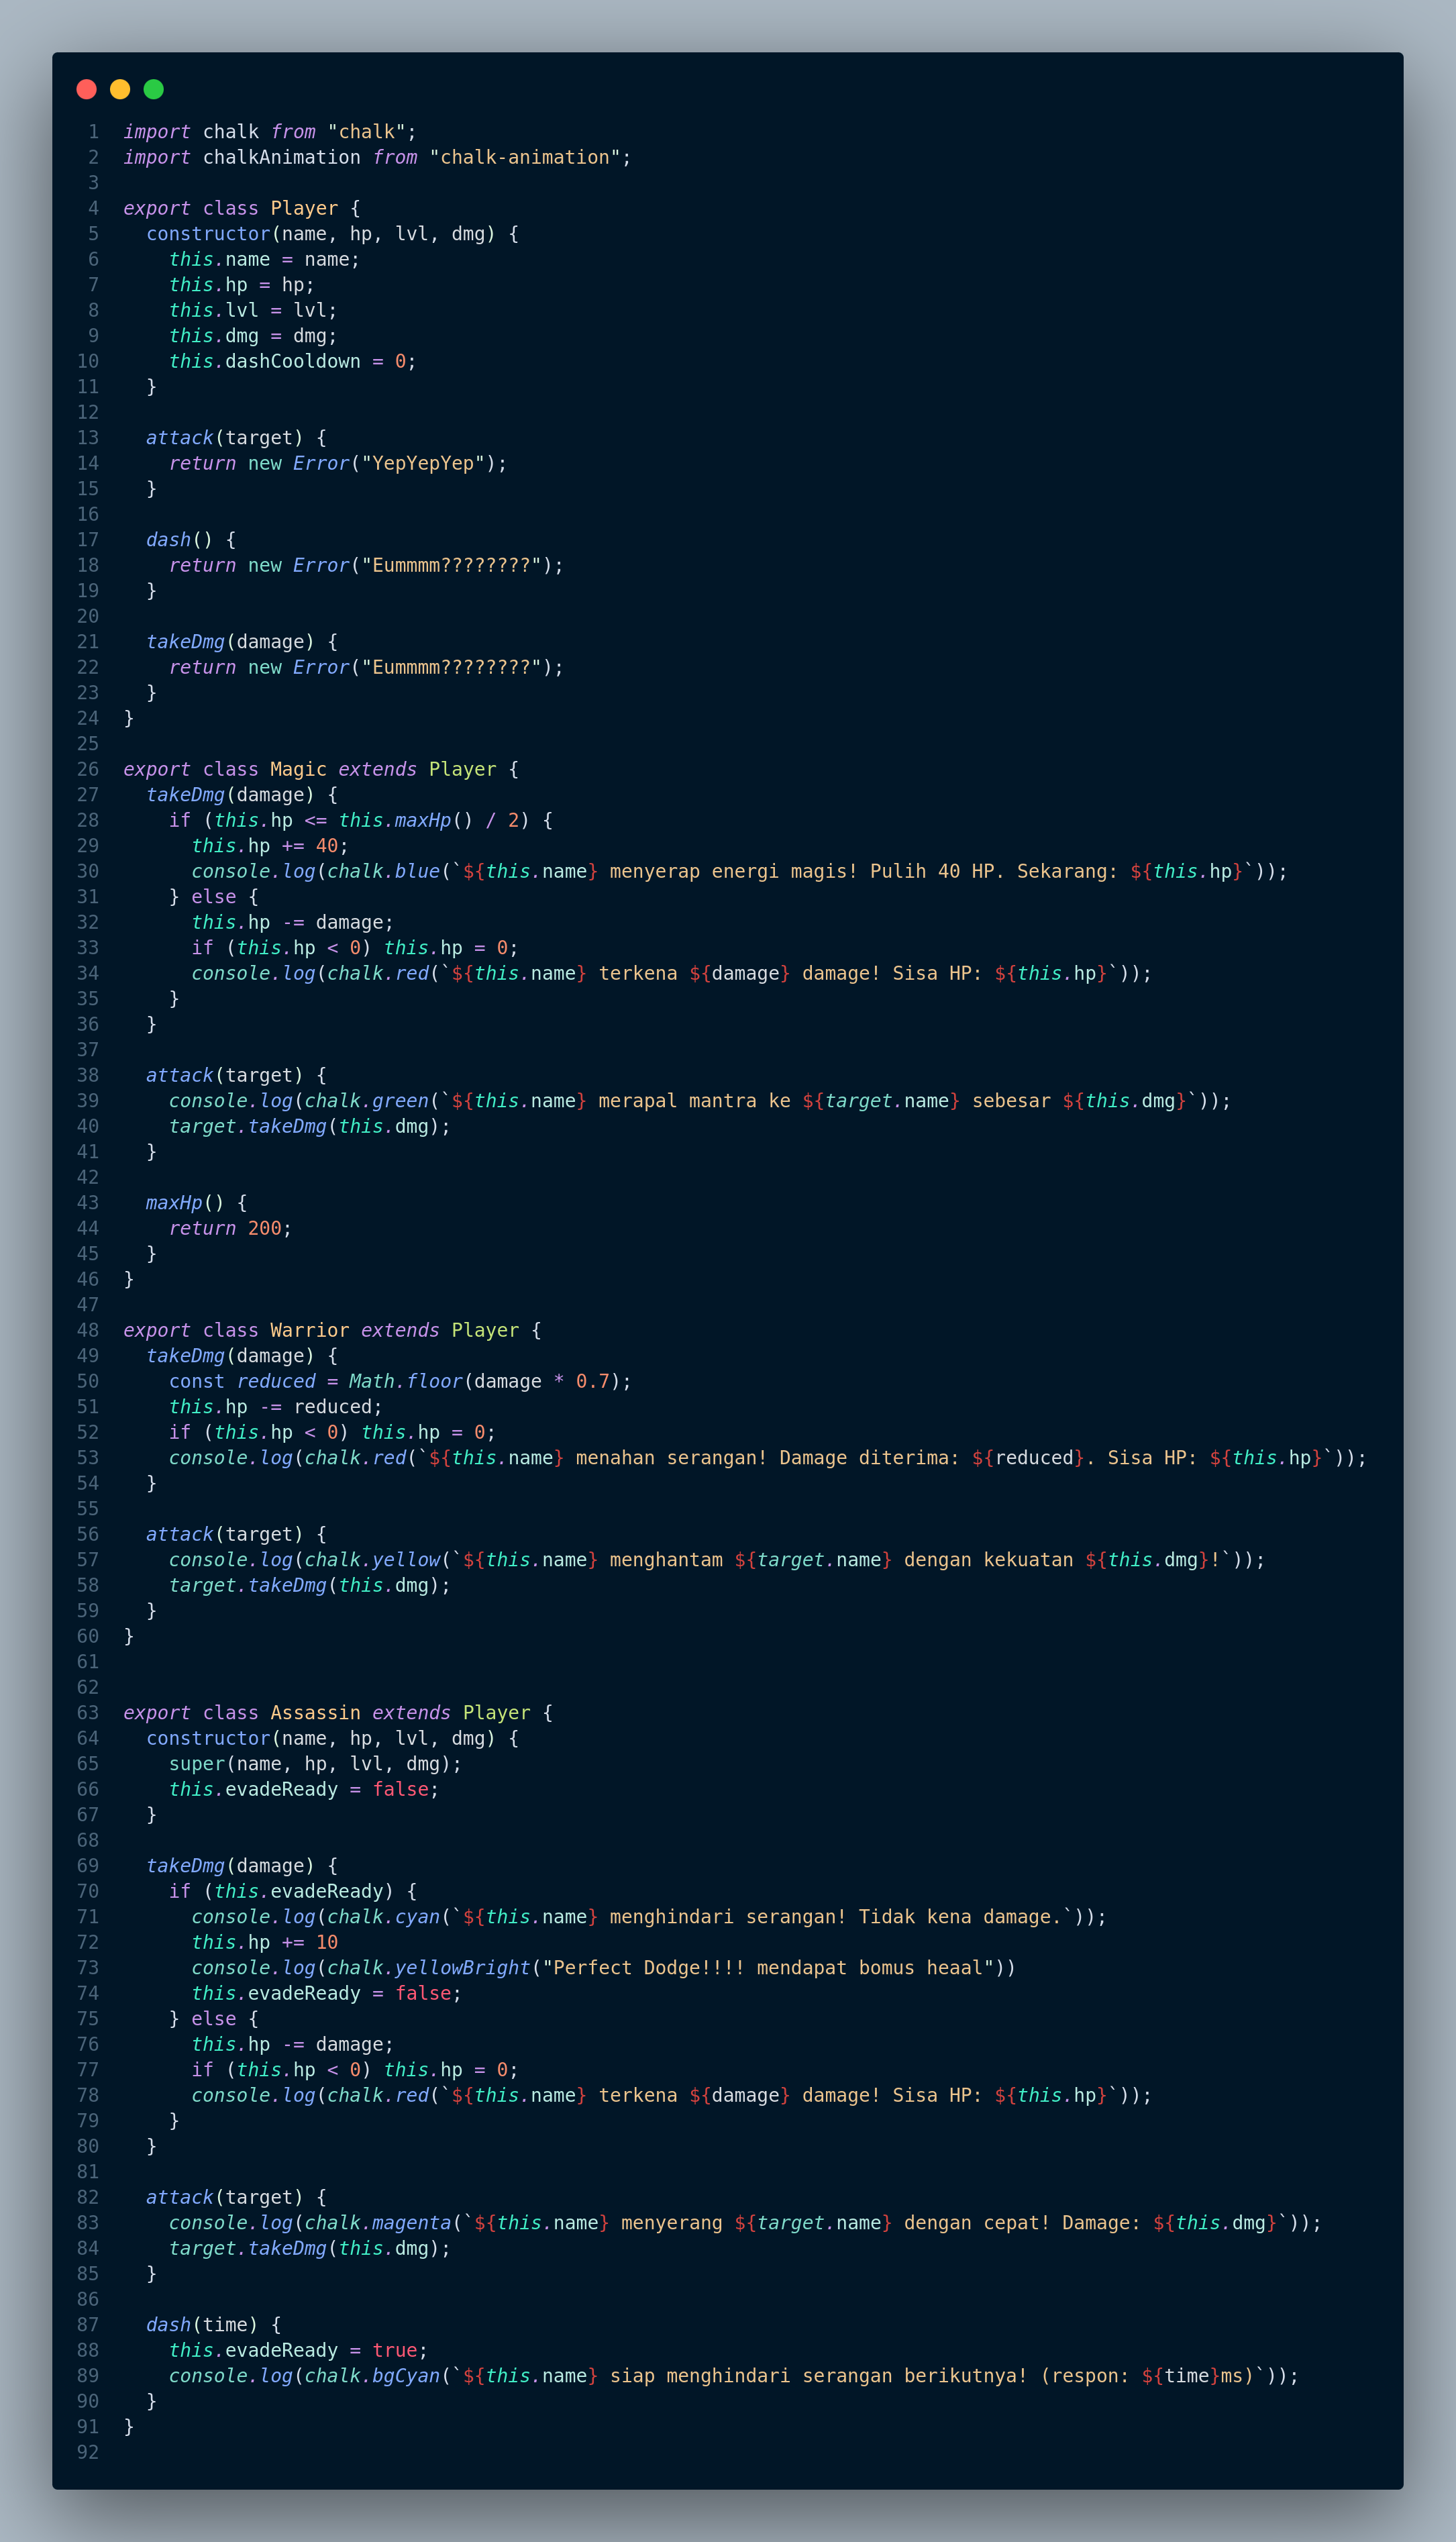 1 import chalk from "chalk";
2 import chalkAnimation from "chalk-animation";
3
4 export class Player {
5   constructor(name, hp, lvl, dmg) {
6     this.name = name;
7     this.hp = hp;
8     this.lvl = lvl;
9     this.dmg = dmg;
10     this.dashCooldown = 0;
11   }
12
13   attack(target) {
14     return new Error("YepYepYep");
15   }
16
17   dash() {
18     return new Error("Eummmm????????");
19   }
20
21   takeDmg(damage) {
22     return new Error("Eummmm????????");
23   }
24 }
25
26 export class Magic extends Player {
27   takeDmg(damage) {
28     if (this.hp <= this.maxHp() / 2) {
29       this.hp += 40;
30       console.log(chalk.blue(`${this.name} menyerap energi magis! Pulih 40 HP. Sekarang: ${this.hp}`));
31     } else {
32       this.hp -= damage;
33       if (this.hp < 0) this.hp = 0;
34       console.log(chalk.red(`${this.name} terkena ${damage} damage! Sisa HP: ${this.hp}`));
35     }
36   }
37
38   attack(target) {
39     console.log(chalk.green(`${this.name} merapal mantra ke ${target.name} sebesar ${this.dmg}`));
40     target.takeDmg(this.dmg);
41   }
42
43   maxHp() {
44     return 200;
45   }
46 }
47
48 export class Warrior extends Player {
49   takeDmg(damage) {
50     const reduced = Math.floor(damage * 0.7);
51     this.hp -= reduced;
52     if (this.hp < 0) this.hp = 0;
53     console.log(chalk.red(`${this.name} menahan serangan! Damage diterima: ${reduced}. Sisa HP: ${this.hp}`));
54   }
55
56   attack(target) {
57     console.log(chalk.yellow(`${this.name} menghantam ${target.name} dengan kekuatan ${this.dmg}!`));
58     target.takeDmg(this.dmg);
59   }
60 }
61
62
63 export class Assassin extends Player {
64   constructor(name, hp, lvl, dmg) {
65     super(name, hp, lvl, dmg);
66     this.evadeReady = false;
67   }
68
69   takeDmg(damage) {
70     if (this.evadeReady) {
71       console.log(chalk.cyan(`${this.name} menghindari serangan! Tidak kena damage.`));
72       this.hp += 10
73       console.log(chalk.yellowBright("Perfect Dodge!!!! mendapat bomus heaal"))
74       this.evadeReady = false;
75     } else {
76       this.hp -= damage;
77       if (this.hp < 0) this.hp = 0;
78       console.log(chalk.red(`${this.name} terkena ${damage} damage! Sisa HP: ${this.hp}`));
79     }
80   }
81
82   attack(target) {
83     console.log(chalk.magenta(`${this.name} menyerang ${target.name} dengan cepat! Damage: ${this.dmg}`));
84     target.takeDmg(this.dmg);
85   }
86
87   dash(time) {
88     this.evadeReady = true;
89     console.log(chalk.bgCyan(`${this.name} siap menghindari serangan berikutnya! (respon: ${time}ms)`));
90   }
91 }
92